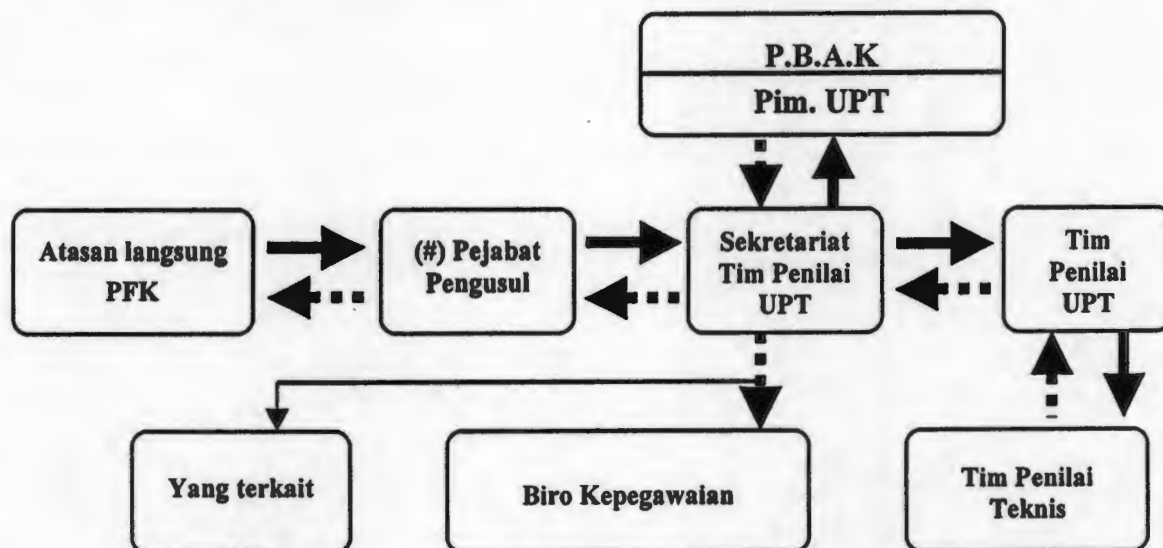 P.B.A.K
Pim. UPT
Atasan langsung
PFK
(#) Pejabat
Pengusul
Sekretariat
Tim Penilai
UPT
Tim
Penilai
UPT
Yang terkait
Biro Kepegawaian
Tim Penilai
Teknis